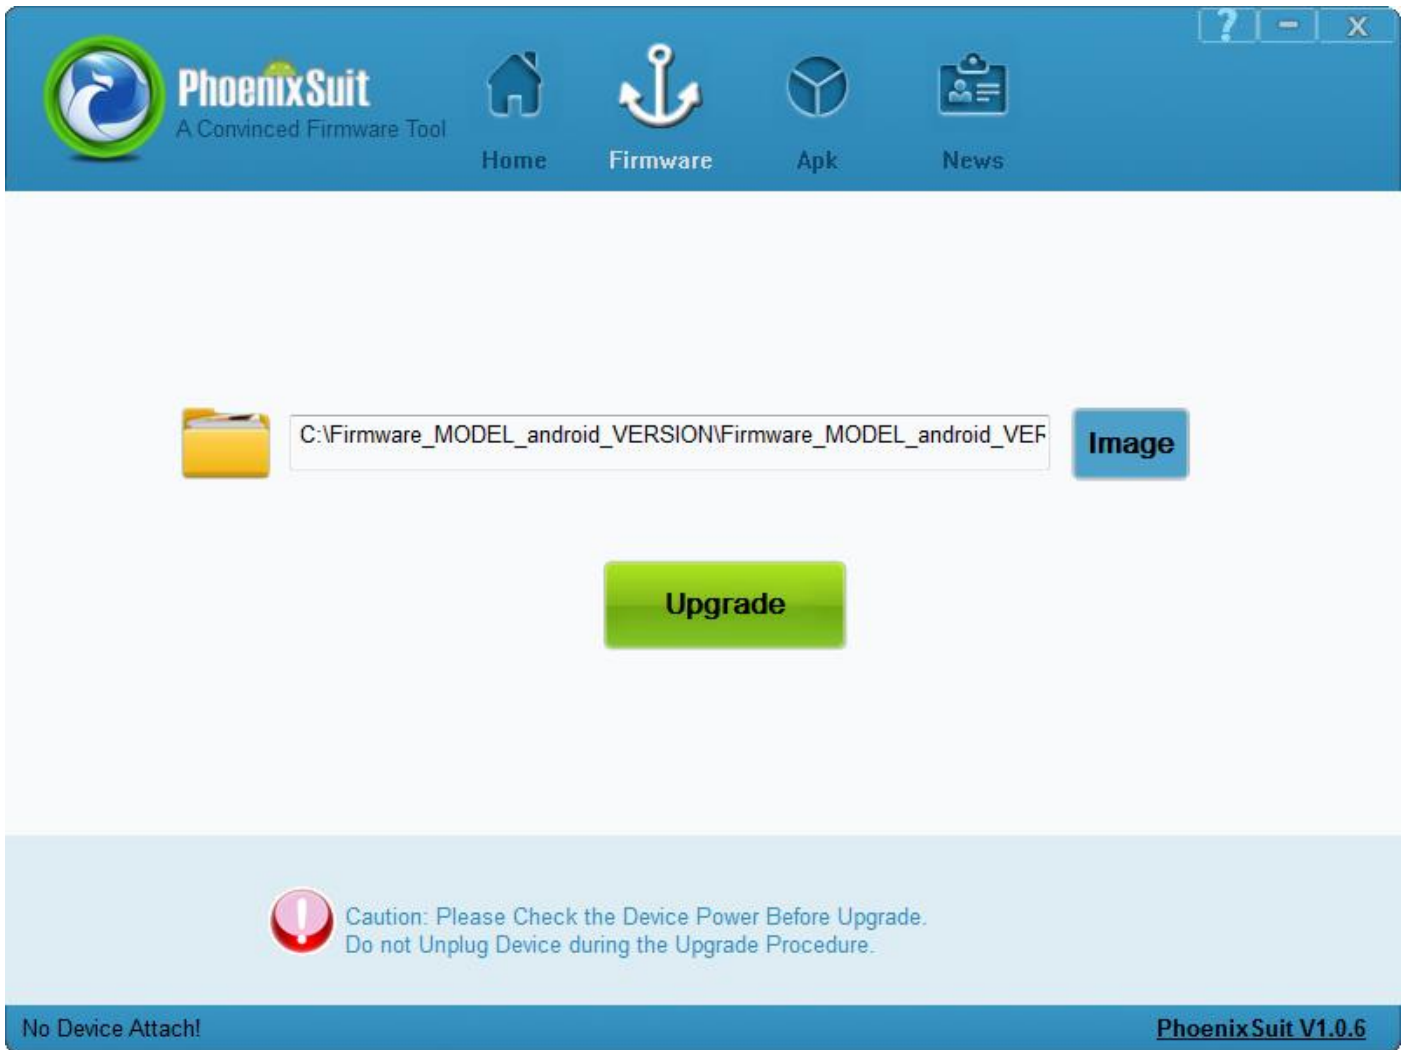 ? - X
PhoenixSuit
A Convinced Firmware Tool
Home Firmware Apk News
C:\Firmware_MODEL_android_VERSION\Firmware_MODEL_android_VER
Image
Upgrade
Caution: Please Check the Device Power Before Upgrade.
Do not Unplug Device during the Upgrade Procedure.
No Device Attach! PhoenixSuit V1.0.6